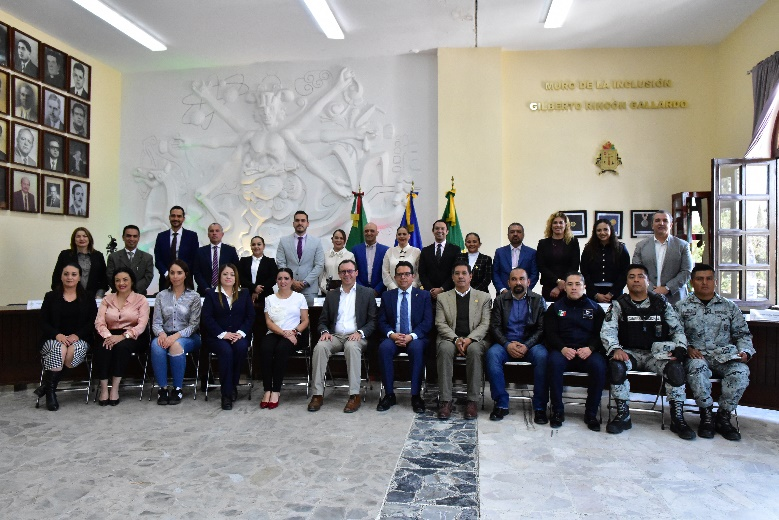 MURO DE LA INCLUSIÓN
GILBERTO RINCÓN GALLARDO